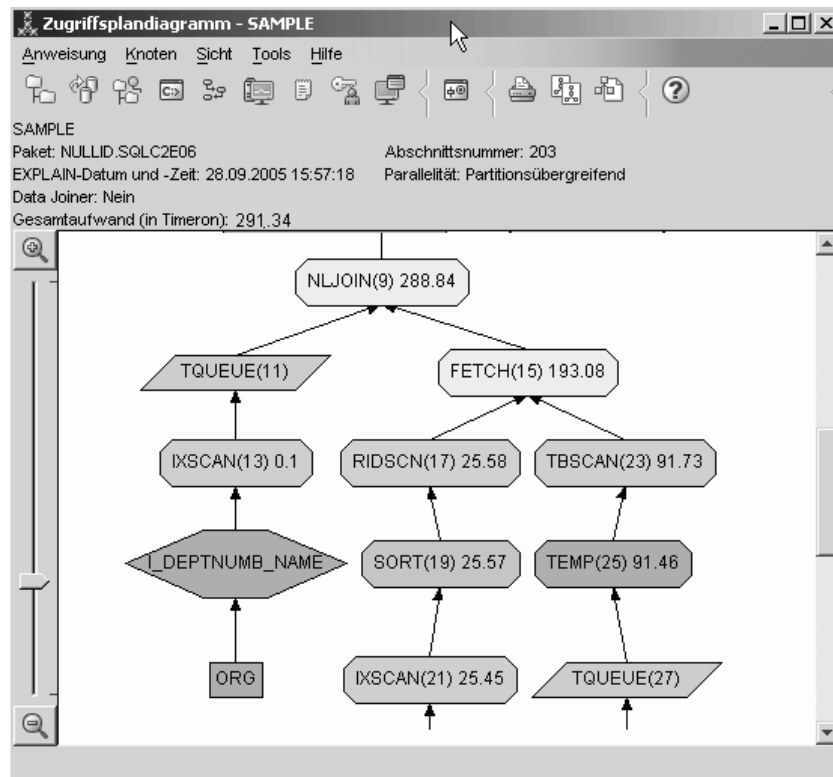 Zugriffsplandiagramm - SAMPLE
Anweisung Knoten Sicht Tools Hilfe
SAMPLE
Paket: NULLID.SQLC2E06 Abschnittsnummer: 203
EXPLAIN-Datum und -Zeit: 28.09.2005 15:57:18 Parallelität: Partitionsübergreifend
Data Joiner: Nein
Gesamtaufwand (in Timeron): 291.34
NLJOIN(9) 288.84
TQUEUE(11) FETCH(15) 193.08
IXSCAN(13) 0.1 RIDSCN(17) 25.58 TBSCAN(23) 91.73
I_DEPTNUMB_NAME SORT(19) 25.57 TEMP(25) 91.46
ORG IXSCAN(21) 25.45 TQUEUE(27)